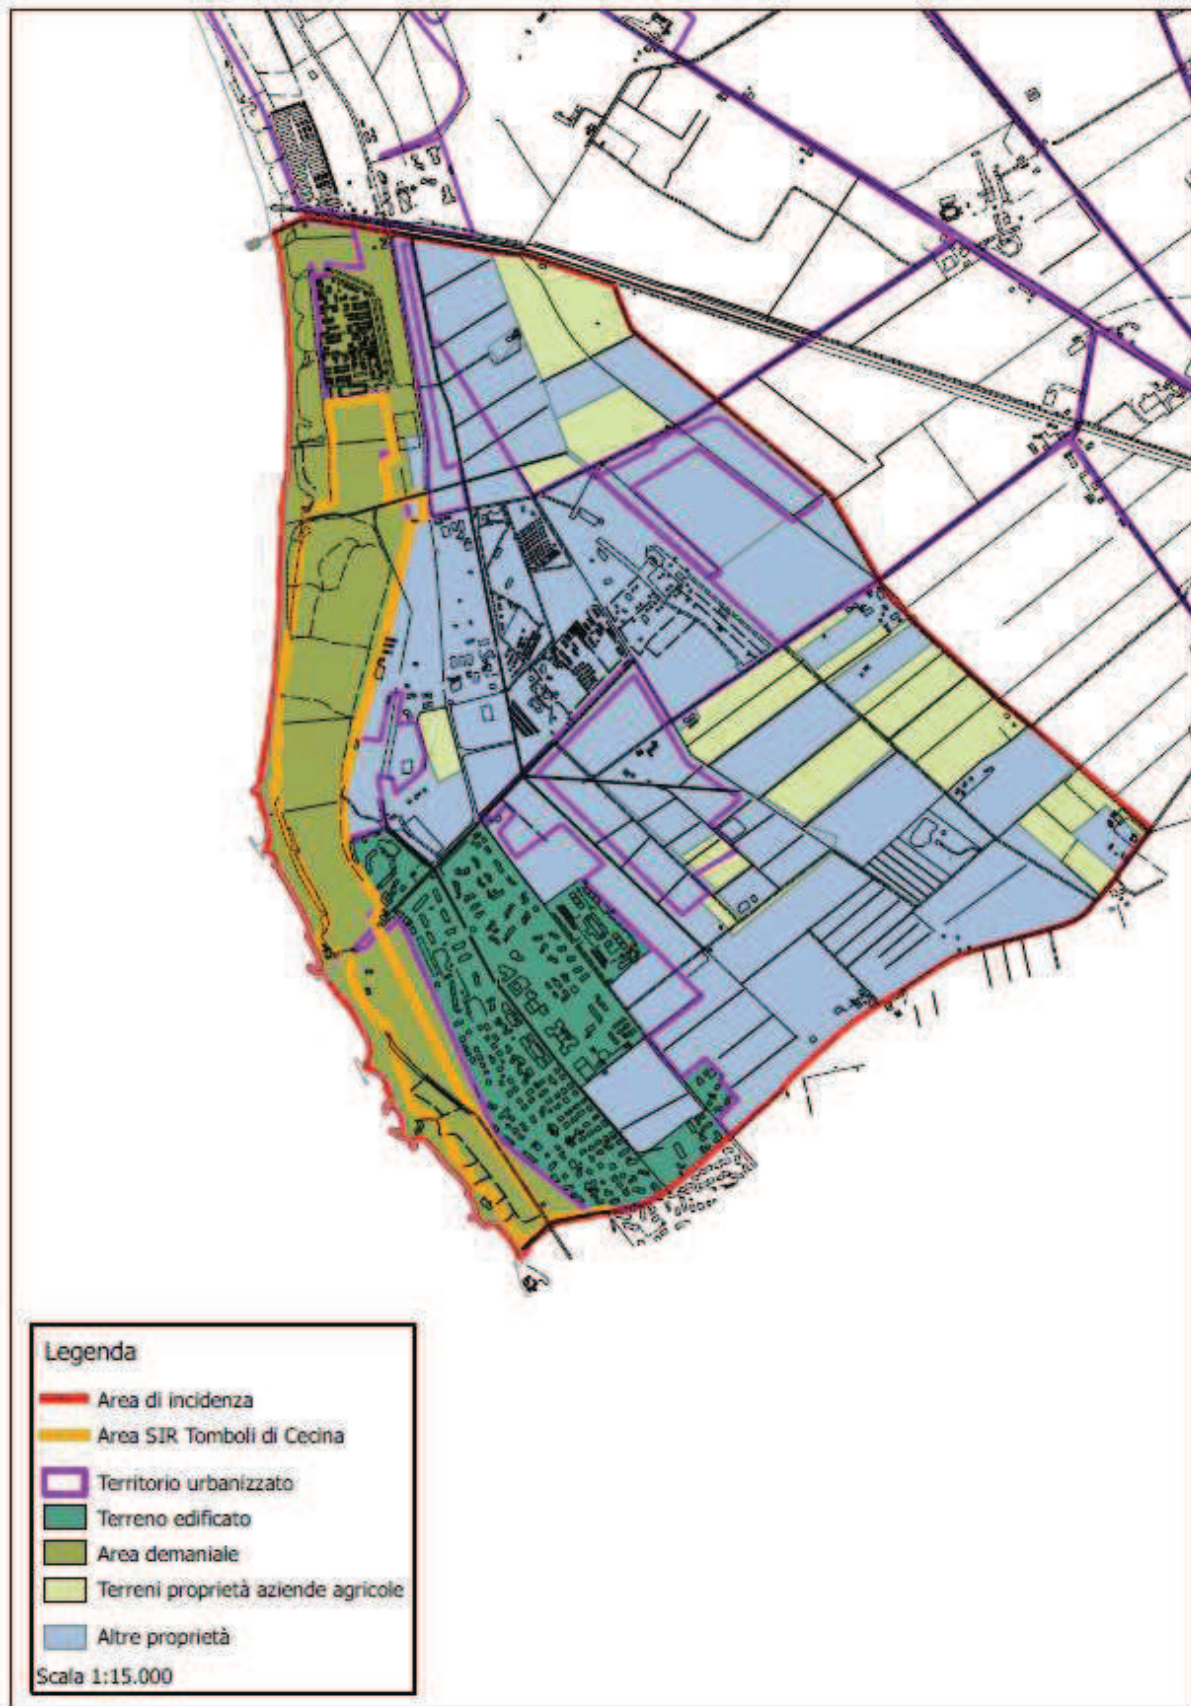 Legenda
Area di incidenza
Area SIR Tomboli di Cecina
Territorio urbanizzato
Terreno edificato
Area demaniale
Terreni proprietà aziende agricole
Altre proprietà
Scala 1:15.000